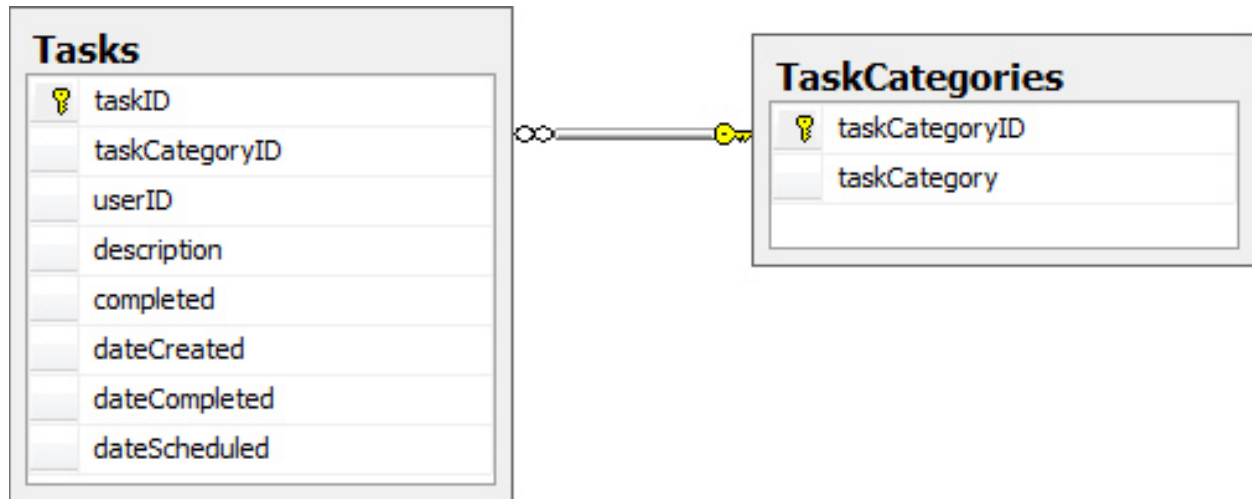 Tasks
taskID
taskCategoryID
userID
description
completed
dateCreated
dateCompleted
dateScheduled
TaskCategories
taskCategoryID
taskCategory